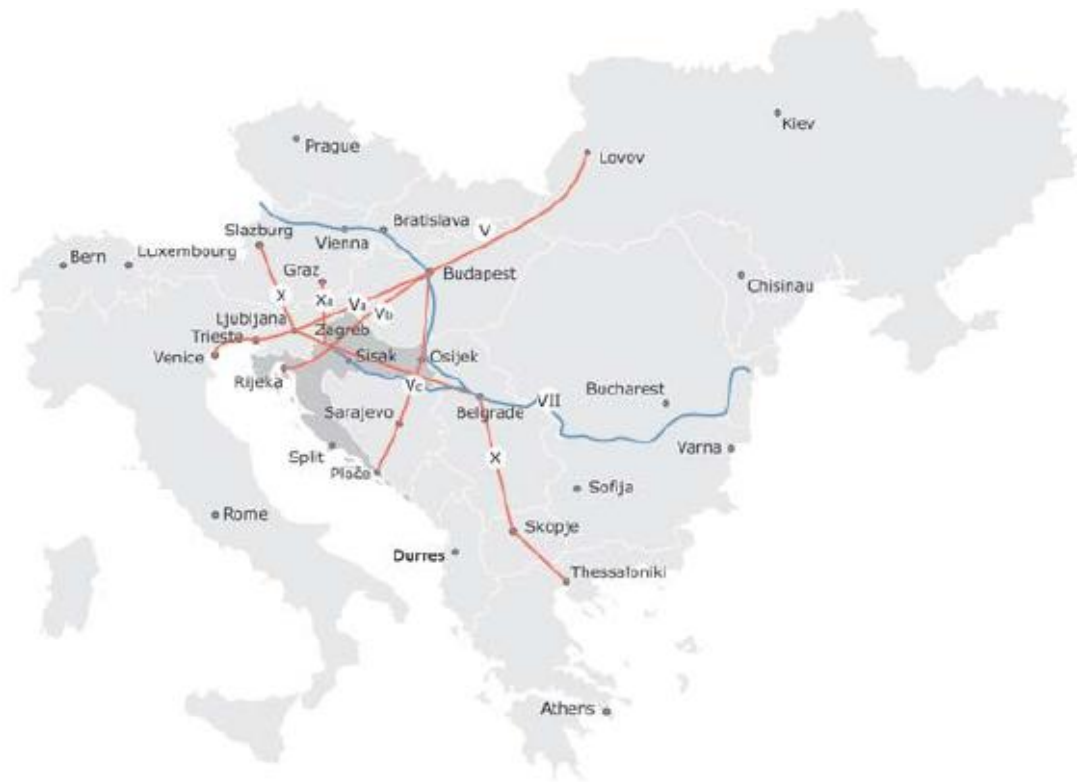 Kiev
Prague
Lovov
Bratislava
V
Slazburg
Vienna
Bern
Luxembourg
Graz
Budapest
Chisinau
X
Xa
Va
Vb
Ljubljana
Trieste
Zagreb
Venice
Sisak
Osijek
Rijeka
Vc
Bucharest
VII
Belgrade
Sarajevo
Varna
Split
X
Ploče
Sofija
Rome
Skopje
Durres
Thessaloniki
Athens